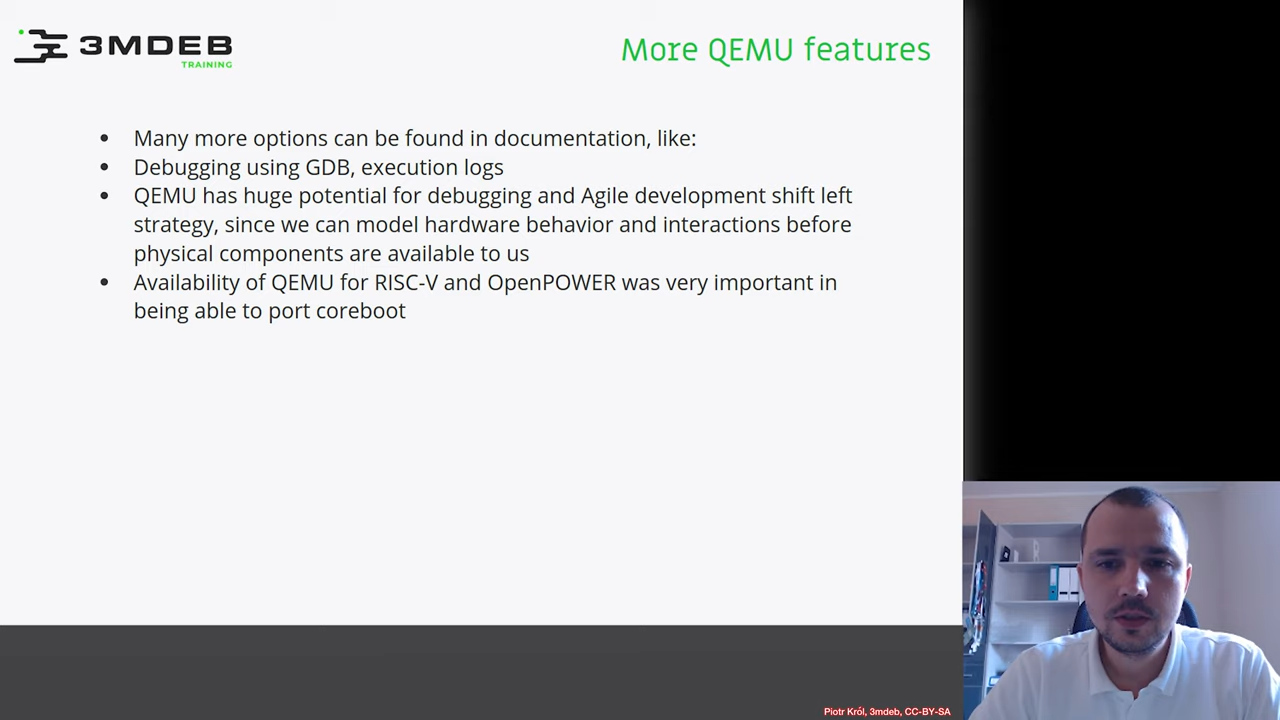 3MDEB
TRAINING
More QEMU features
Many more options can be found in documentation, like:
Debugging using GDB, execution logs
QEMU has huge potential for debugging and Agile development shift left
strategy, since we can model hardware behavior and interactions before
physical components are available to us
Availability of QEMU for RISC-V and OpenPOWER was very important in
being able to port coreboot
Piotr Król, 3mdeb, CC-BY-SA